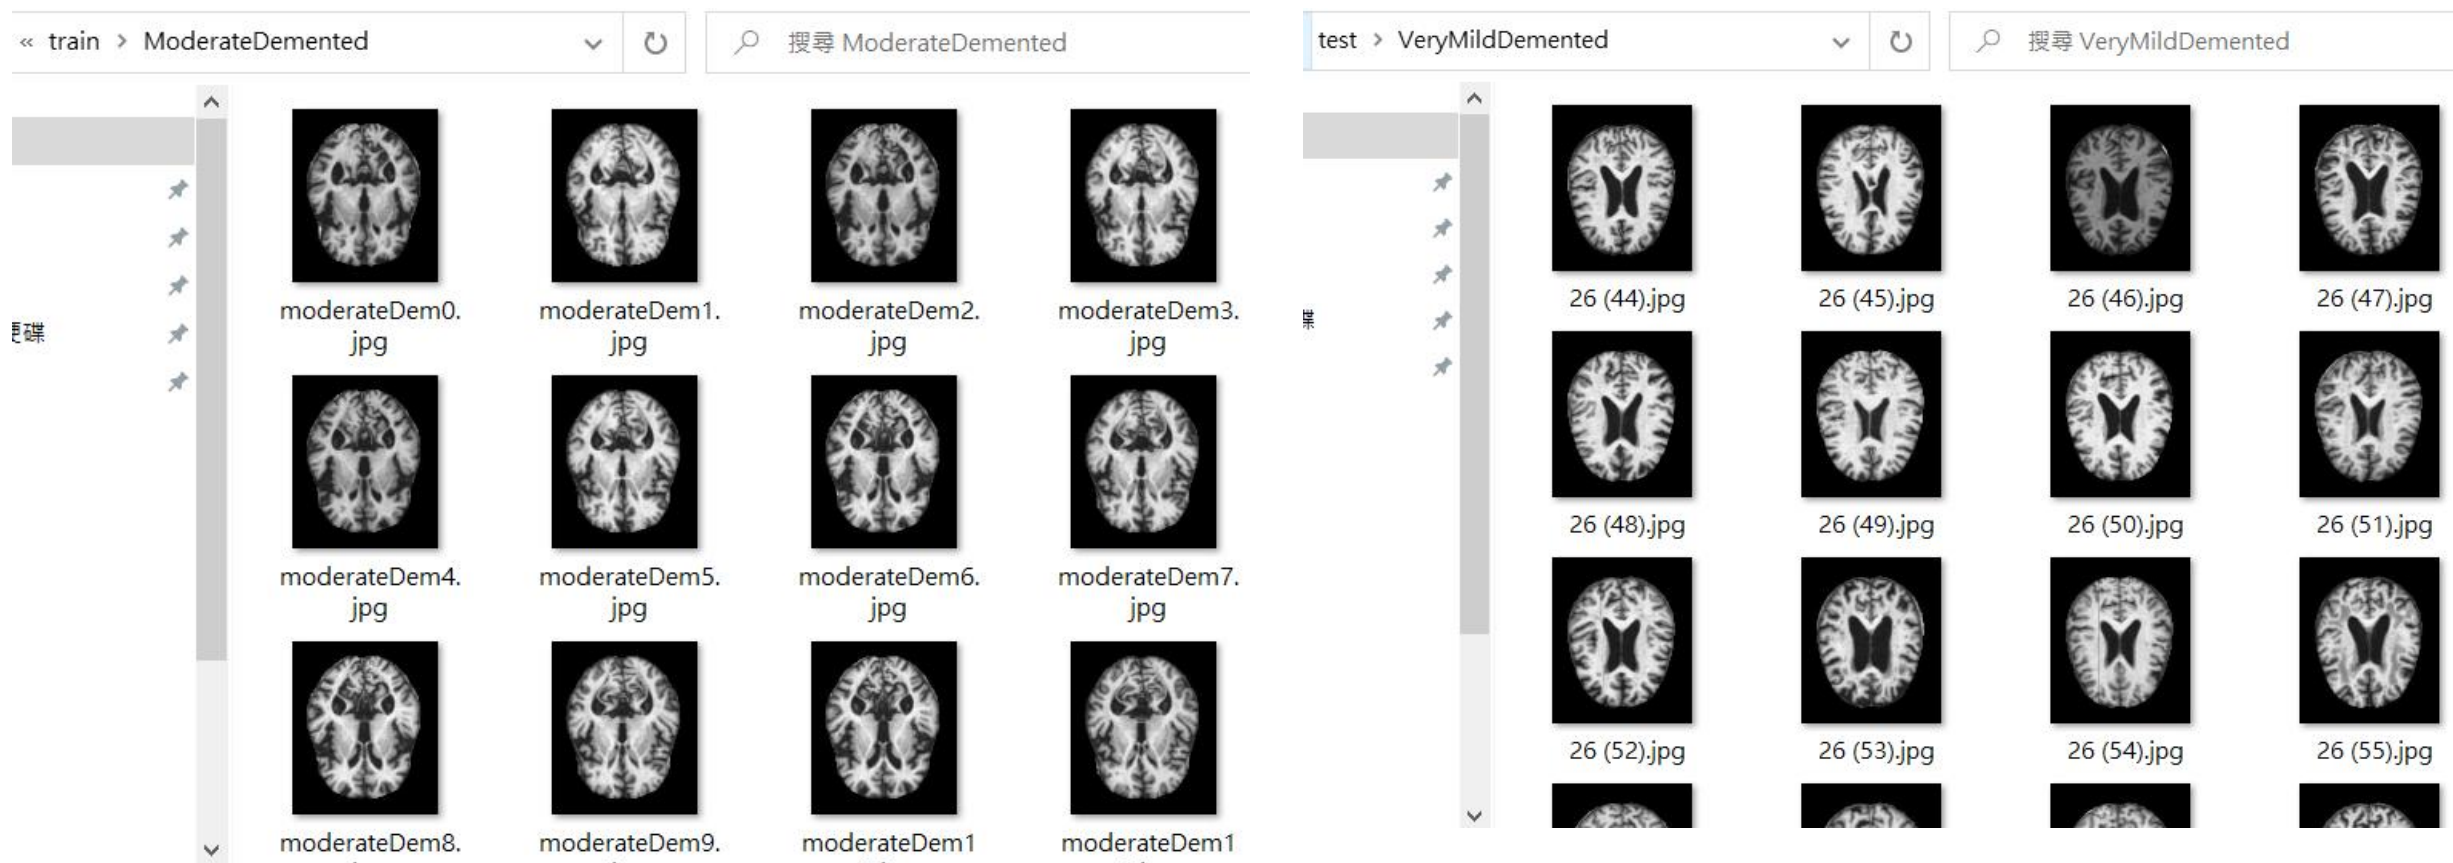 « train > ModerateDemented
搜尋 ModerateDemented
硬碟
moderateDem0.
jpg
moderateDem1.
jpg
moderateDem2.
jpg
moderateDem3.
jpg
moderateDem4.
jpg
moderateDem5.
jpg
moderateDem6.
jpg
moderateDem7.
jpg
moderateDem8.
moderateDem9.
moderateDem1
moderateDem1
test > VeryMildDemented
搜尋 VeryMildDemented
碟
26 (44).jpg
26 (45).jpg
26 (46).jpg
26 (47).jpg
26 (48).jpg
26 (49).jpg
26 (50).jpg
26 (51).jpg
26 (52).jpg
26 (53).jpg
26 (54).jpg
26 (55).jpg